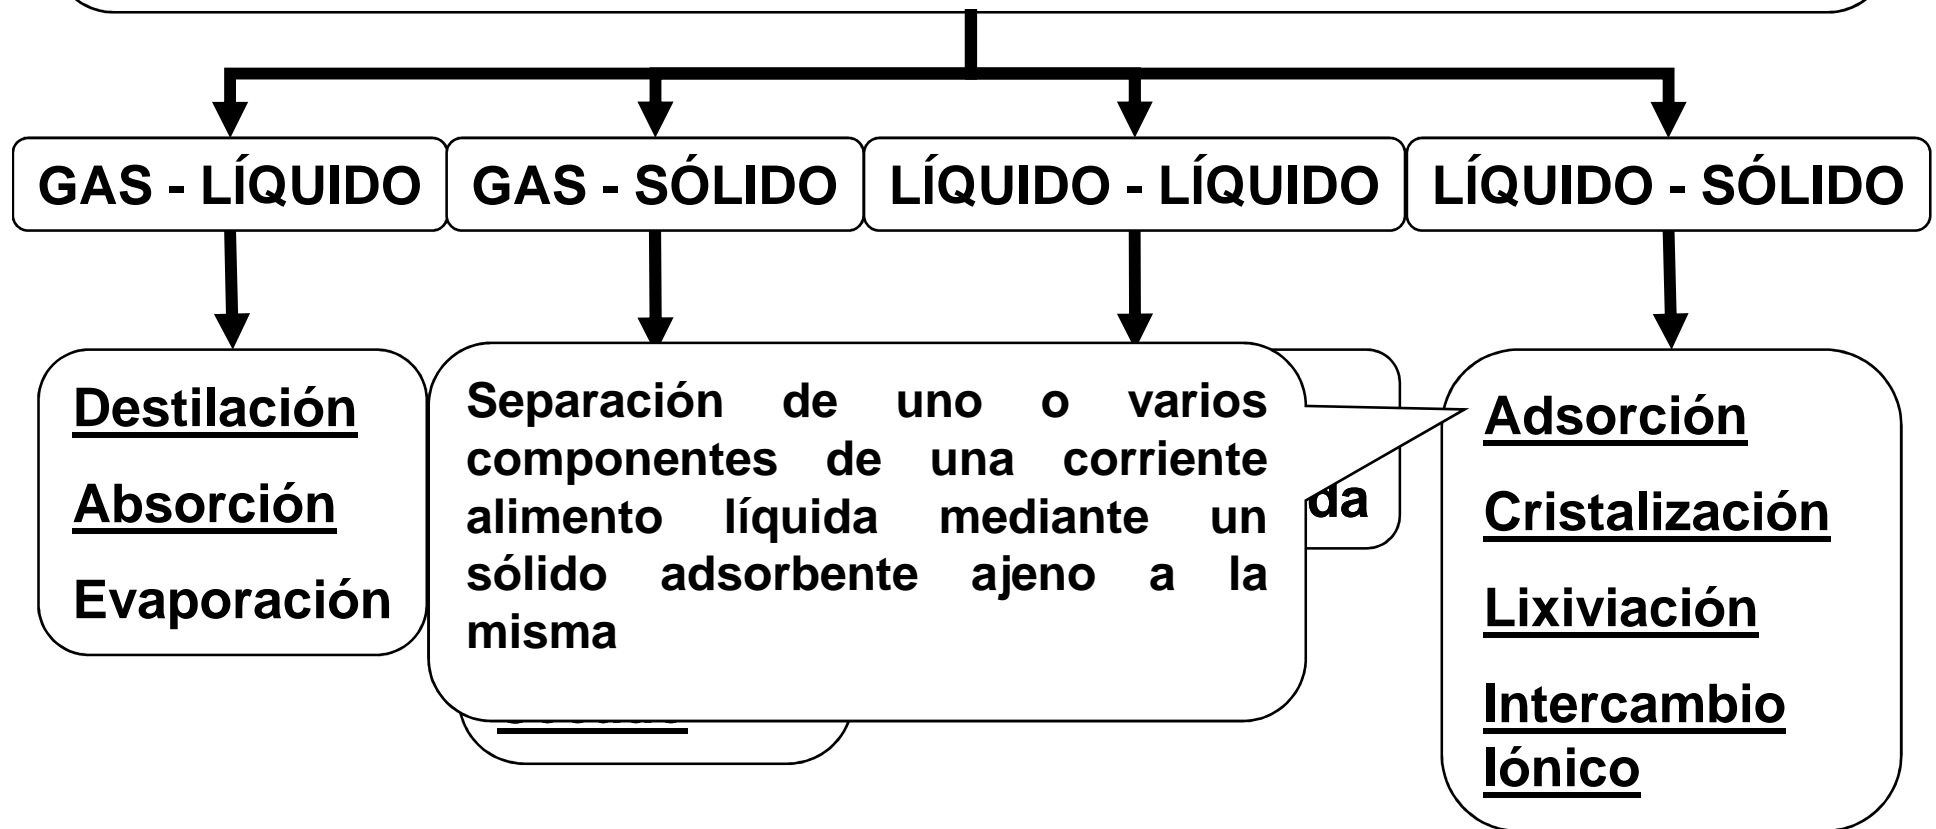 GAS - LÍQUIDO
GAS - SÓLIDO
LÍQUIDO - LÍQUIDO
LÍQUIDO - SÓLIDO
Destilación
Absorción
Evaporación
Separación de uno o varios
componentes de una corriente
alimento líquida mediante un
sólido adsorbente ajeno a la
misma
Adsorción
Cristalización
Lixiviación
Intercambio
Iónico